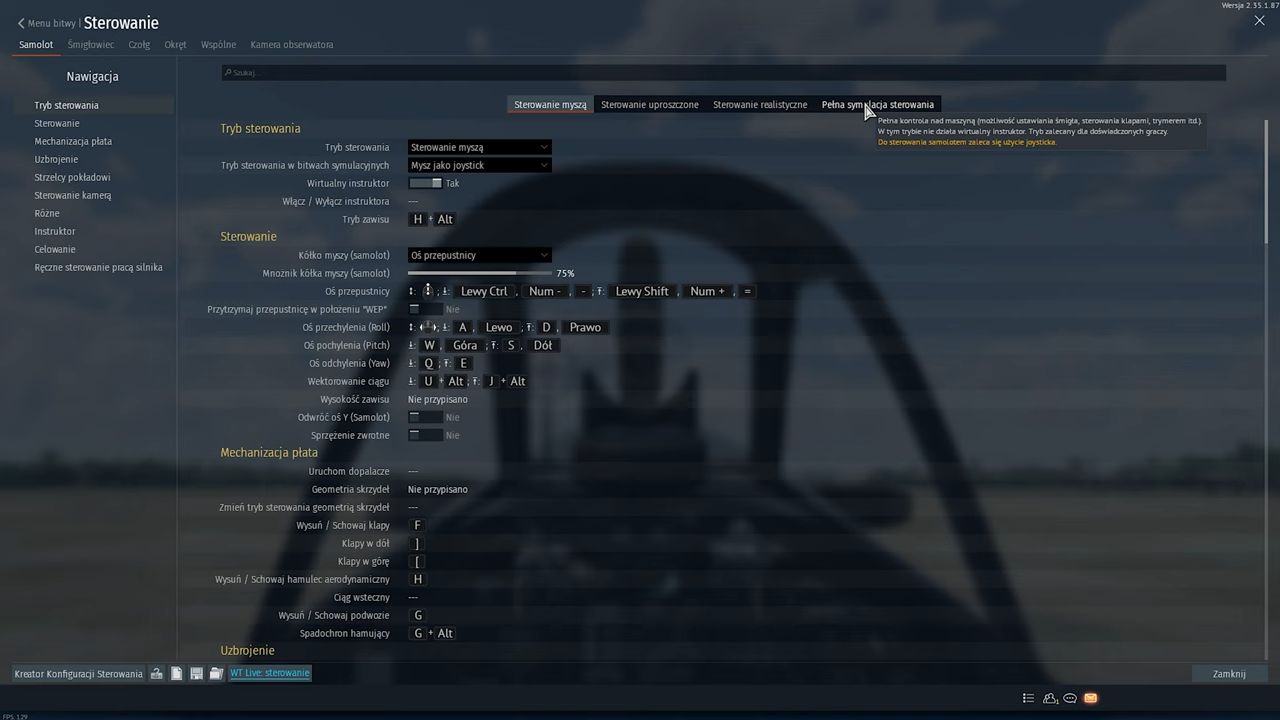 Wersja 2.35.1.87
Menu bitwy | Sterowanie
Samolot Śmigłowiec Czołg Okręt Wspólne Kamera obserwatora
Nawigacja
Tryb sterowania
Sterowanie
Mechanizacja płata
Uzbrojenie
Strzelcy pokładowi
Sterowanie kamerą
Różne
Instruktor
Celowanie
Ręczne sterowanie pracą silnika
Szukaj...
Sterowanie myszą Sterowanie uproszczone Sterowanie realistyczne Pełna symulacja sterowania
Pełna kontrola nad maszyną (możliwość ustawiania śmigła, sterowania klapami, trymerem itd.).
W tym trybie nie działa wirtualny instruktor. Tryb zalecany dla doświadczonych graczy.
Do sterowania samolotem zaleca się użycie joysticka.
Tryb sterowania
Tryb sterowania Sterowanie myszą
Tryb sterowania w bitwach symulacyjnych Mysz jako joystick
Wirtualny instruktor Tak
Włącz / Wyłącz instruktora ---
Tryb zawisu H + Alt
Sterowanie
Kółko myszy (samolot) Oś przepustnicy
Mnożnik kółka myszy (samolot) 75%
Oś przepustnicy Lewy Ctrl , Num - , - ; Lewy Shift , Num + , =
Przytrzymaj przepustnicę w położeniu "WEP" Nie
Oś przechylenia (Roll) A , Lewo ; D , Prawo
Oś pochylenia (Pitch) W , Góra ; S , Dół
Oś odchylenia (Yaw) Q ; E
Wektorowanie ciągu U + Alt ; J + Alt
Wysokość zawisu Nie przypisano
Odwróć oś Y (Samolot) Nie
Sprzężenie zwrotne Nie
Mechanizacja płata
Uruchom dopalacze ---
Geometria skrzydeł Nie przypisano
Zmień tryb sterowania geometrią skrzydeł ---
Wysuń / Schowaj klapy F
Klapy w dół ]
Klapy w górę [
Wysuń / Schowaj hamulec aerodynamiczny H
Ciąg wsteczny ---
Wysuń / Schowaj podwozie G
Spadochron hamujący G + Alt
Uzbrojenie
Kreator Konfiguracji Sterowania WT Live: sterowanie Zamknij
1
FPS: 129